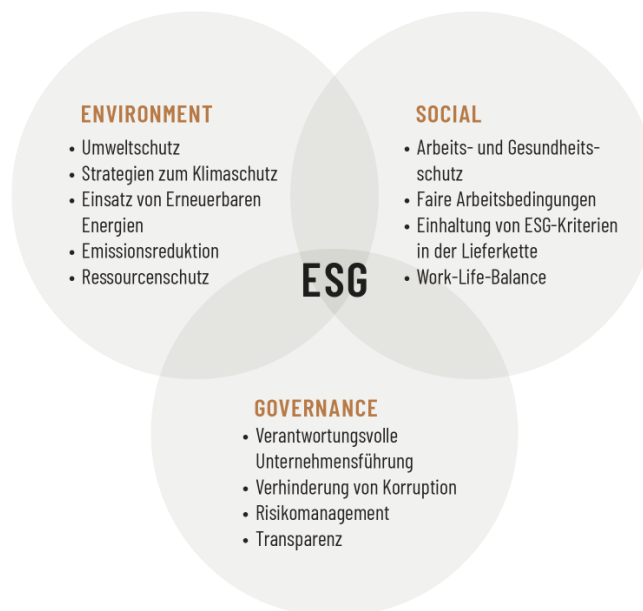 ENVIRONMENT
• Umweltschutz
• Strategien zum Klimaschutz
• Einsatz von Erneuerbaren
Energien
• Emissionsreduktion
• Ressourcenschutz
SOCIAL
• Arbeits- und Gesundheits-
schutz
• Faire Arbeitsbedingungen
• Einhaltung von ESG-Kriterien
in der Lieferkette
• Work-Life-Balance
ESG
GOVERNANCE
• Verantwortungsvolle
Unternehmensführung
• Verhinderung von Korruption
• Risikomanagement
• Transparenz